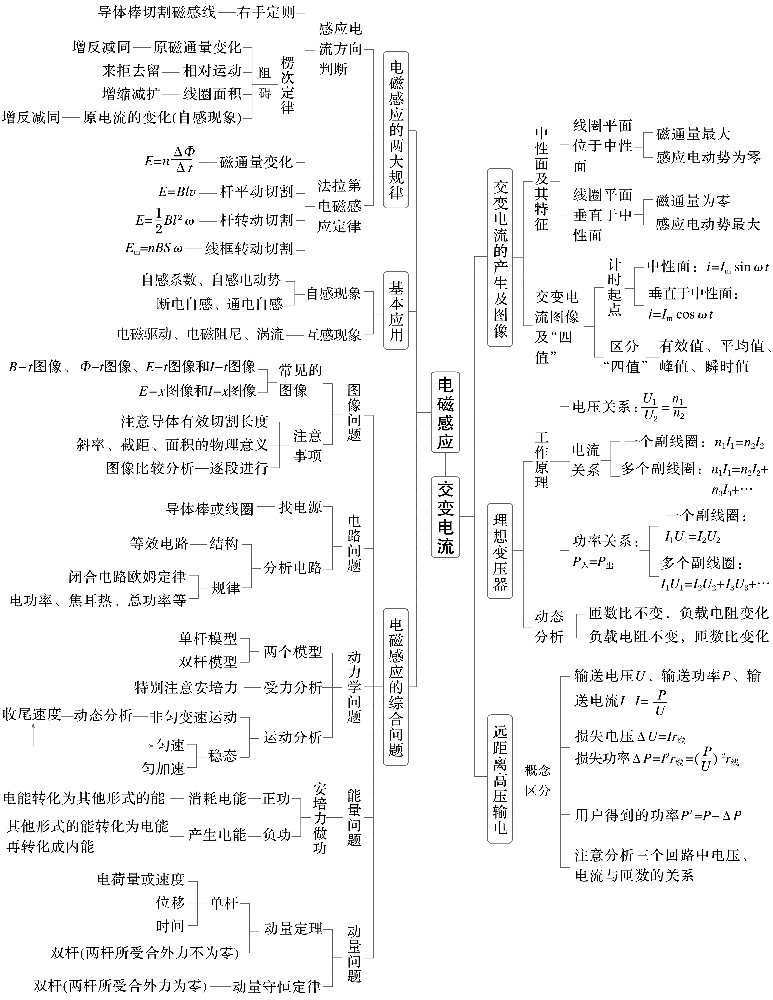 导体棒切割磁感线—右手定则
感应电
流方向
判断
增反减同—原磁通量变化
来拒去留—相对运动
增缩减扩—线圈面积
增反减同—原电流的变化(自感现象)
阻
碍
楞次定律
电磁感应的两大规律
E=nΔΦ/Δt—磁通量变化
E=Blv—杆平动切割
E=1/2Bl²ω—杆转动切割
Eₘ=nBSω—线框转动切割
法拉第
电磁感
应定律
自感系数、自感电动势
断电自感、通电自感
自感现象
电磁驱动、电磁阻尼、涡流—互感现象
基本应用
B-t图像、Φ-t图像、E-t图像和I-t图像
E-x图像和I-x图像
常见的
图像
注意导体有效切割长度
斜率、截距、面积的物理意义
图像比较分析—逐段进行
注意
事项
图像问题
导体棒或线圈—找电源
等效电路—结构
闭合电路欧姆定律
电功率、焦耳热、总功率等
规律
分析电路
电路问题
单杆模型
双杆模型
两个模型
特别注意安培力—受力分析
收尾速度—动态分析—非匀变速运动
匀速
匀加速
稳态
运动分析
动力学问题
电磁感应的综合问题
电能转化为其他形式的能—消耗电能—正功
其他形式的能转化为电能
再转化成内能
产生电能—负功
安培力做功
能量问题
电荷量或速度
位移
时间
单杆
双杆(两杆所受合外力不为零)
动量定理
双杆(两杆所受合外力为零)—动量守恒定律
动量问题
电磁感应
交变电流
交变电流的产生及图像
中性面及其特征
线圈平面
位于中性
面
磁通量最大
感应电动势为零
线圈平面
垂直于中
性面
磁通量为零
感应电动势最大
交变电
流图像
及“四
值”
计时起点
中性面：i=Iₘ sin ωt
垂直于中性面：
i=Iₘ cos ωt
区分
“四值”
有效值、平均值、
峰值、瞬时值
理想变压器
工作原理
电压关系：U₁/U₂=n₁/n₂
电流
关系
一个副线圈：n₁I₁=n₂I₂
多个副线圈：n₁I₁=n₂I₂+
n₃I₃+…
功率关系：
P入=P出
一个副线圈：
I₁U₁=I₂U₂
多个副线圈：
I₁U₁=I₂U₂+I₃U₃+…
动态
分析
匝数比不变，负载电阻变化
负载电阻不变，匝数比变化
远距离高压输电
概念
区分
输送电压U、输送功率P、输
送电流I I=P/U
损失电压ΔU=Ir线
损失功率ΔP=I²r线=(P/U)²r线
用户得到的功率P′=P-ΔP
注意分析三个回路中电压、
电流与匝数的关系